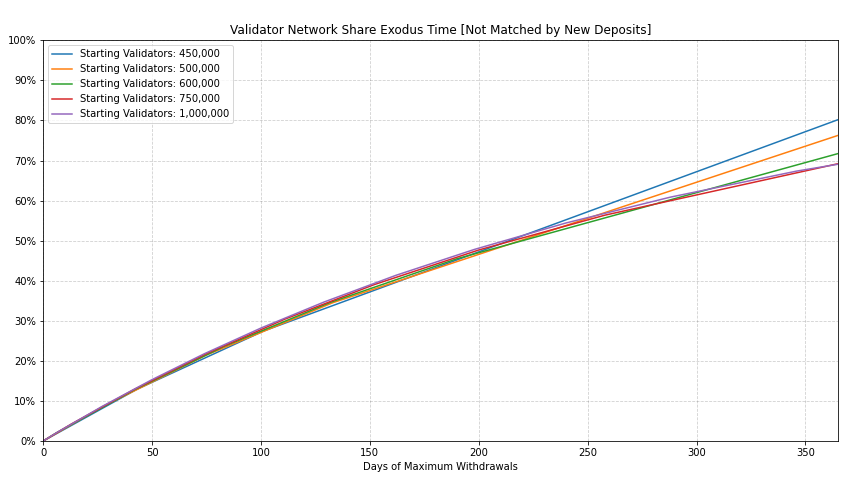 Validator Network Share Exodus Time [Not Matched by New Deposits]
100%
90%
80%
70%
60%
50%
40%
30%
20%
10%
0%
Starting Validators: 450,000
Starting Validators: 500,000
Starting Validators: 600,000
Starting Validators: 750,000
Starting Validators: 1,000,000
0
50
100
150
200
250
300
350
Days of Maximum Withdrawals